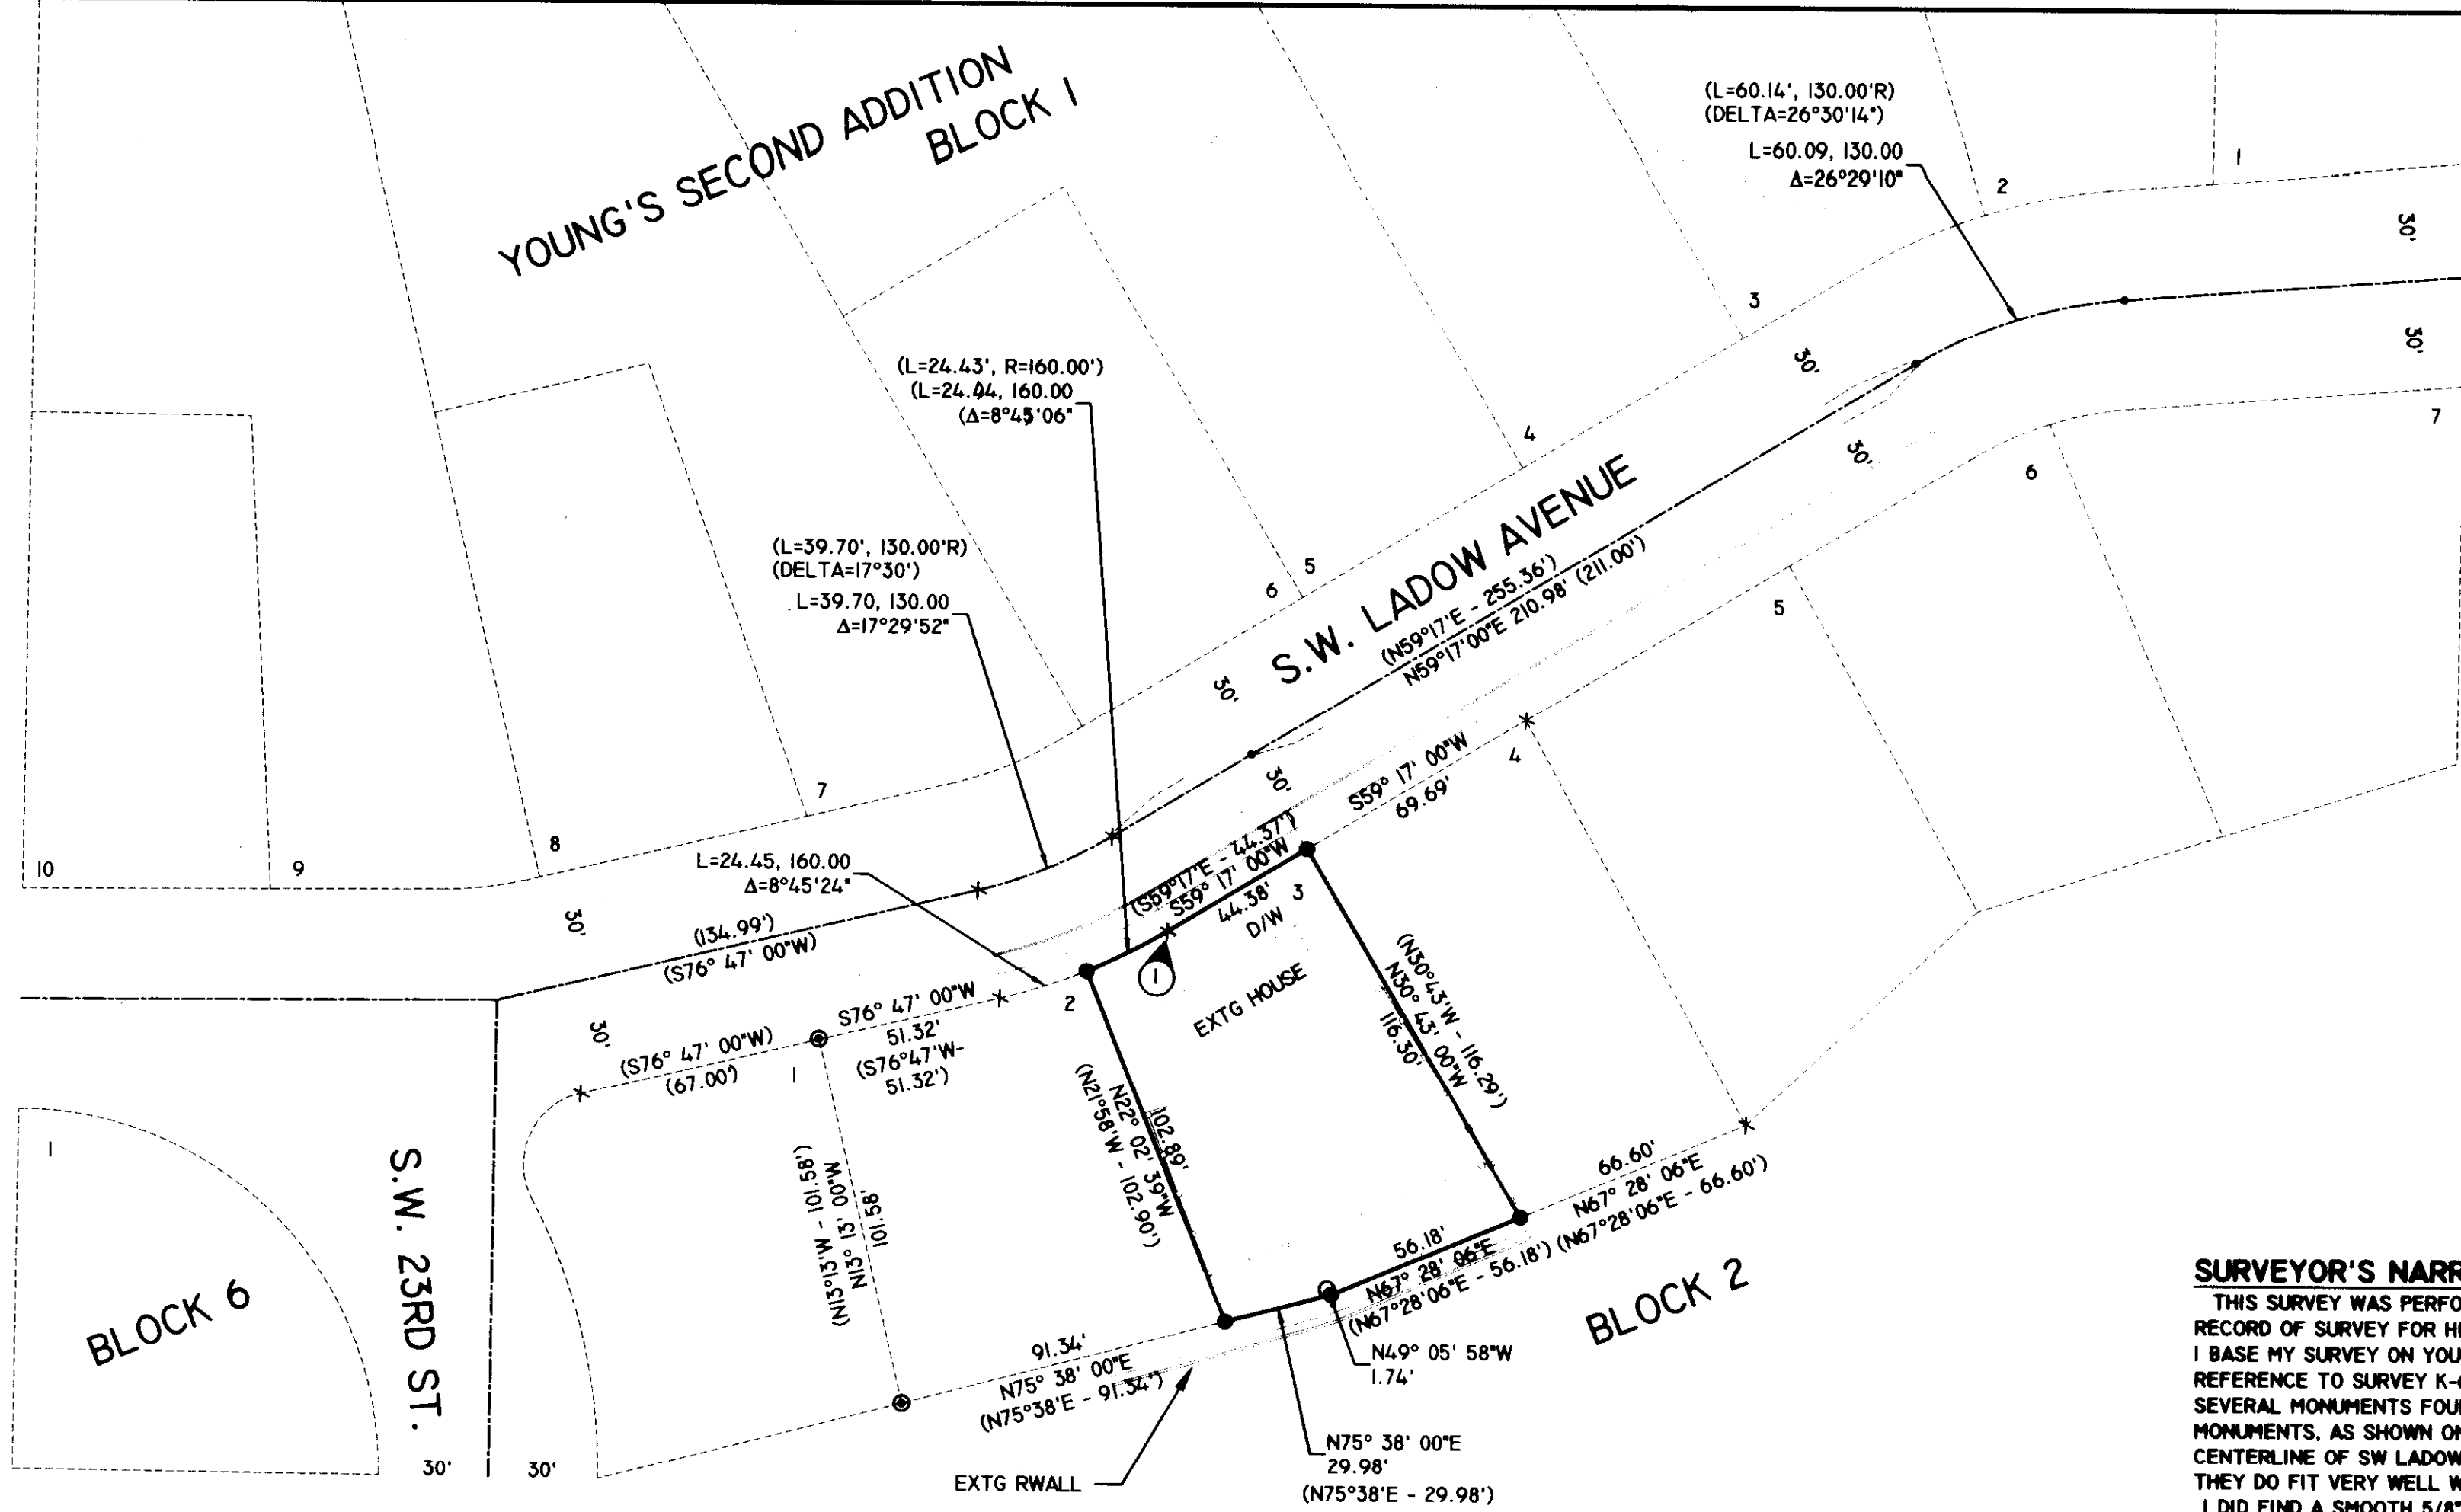 YOUNG'S SECOND ADDITION
BLOCK 1
(L=60.14', 130.00'R)
(DELTA=26°30'14")
L=60.09, 130.00
Δ=26°29'10"
1
2
30'
30'
3
30'
(L=24.43', R=160.00')
(L=24.44, 160.00
(Δ=8°45'06"
4
30'
7
6
S.W. LADOW AVENUE
(N59°17'E - 255.36')
N59°17'00"E 210.98' (211.00')
(L=39.70', 130.00'R)
(DELTA=17°30')
L=39.70, 130.00
Δ=17°29'52"
5
6
5
30'
30'
S59° 17' 00"W
69.69'
4
7
8
9
10
L=24.45, 160.00
Δ=8°45'24"
(S59°17'E - 44.37')
S59° 17' 00"W
44.38'
D/W
3
30'
(134.99')
(S76° 47' 00"W)
EXTG HOUSE
1
2
S76° 47' 00"W
51.32'
(S76°47'W-
51.32')
30'
(S76° 47' 00"W)
(67.00')
1
(N30°43'W - 116.29')
N30° 43' 00"W
116.30'
102.89'
N22° 02' 39"W
(N21°58'W - 102.90')
(N13°13'W - 101.58')
N13° 13' 00"W
101.58'
1
S.W. 23RD ST.
BLOCK 6
66.60'
N67° 28' 06"E
(N67°28'06"E - 66.60')
56.18'
N67° 28' 06"E
(N67°28'06"E - 56.18')
BLOCK 2
N49° 05' 58"W
1.74'
91.34'
N75° 38' 00"E
(N75°38'E - 91.34')
N75° 38' 00"E
29.98'
(N75°38'E - 29.98')
EXTG RWALL
30'
30'
SURVEYOR'S NARR
THIS SURVEY WAS PERFO
RECORD OF SURVEY FOR H
I BASE MY SURVEY ON YOU
REFERENCE TO SURVEY K-
SEVERAL MONUMENTS FOU
MONUMENTS, AS SHOWN ON
CENTERLINE OF SW LADOW
THEY DO FIT VERY WELL W
I DID FIND A SMOOTH 5/8"